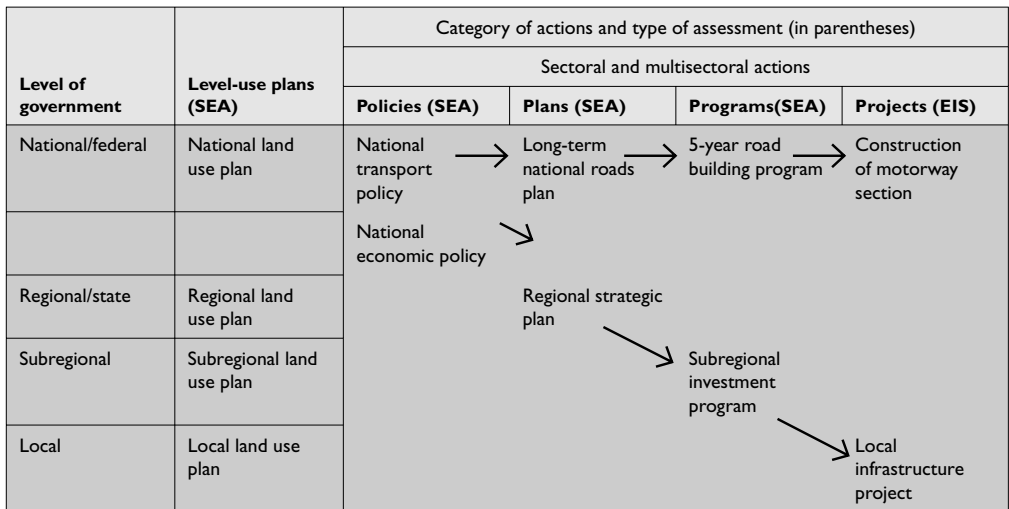 Category of actions and type of assessment (in parentheses)
Sectoral and multisectoral actions
Level of
government
Level-use plans
(SEA)
Policies (SEA)
Plans (SEA)
Programs(SEA)
Projects (EIS)
National/federal
National land
use plan
National
transport
policy
Long-term
national roads
plan
5-year road
building program
Construction
of motorway
section
National
economic policy
Regional/state
Regional land
use plan
Regional strategic
plan
Subregional
Subregional land
use plan
Subregional
investment
program
Local
Local land use
plan
Local
infrastructure
project